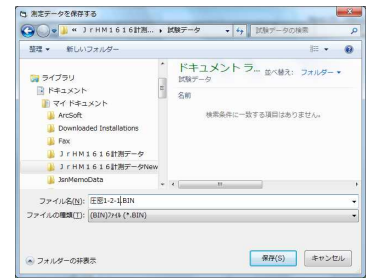 測定データを保存する
« JrHM1616計測... ▸ 試験データ
試験データの検索
整理 ▼ 新しいフォルダー
ライブラリ
ドキュメント
マイ ドキュメント
ArcSoft
Downloaded Installations
Fax
JrHM1616計測データ
JrHM1616計測データNew
JsnMemoData
ドキュメント ラ... 並べ替え: フォルダー ▼
試験データ
名前
検索条件に一致する項目はありません。
ファイル名(N): 圧密1-2-1.BIN
ファイルの種類(T): (BIN)ファイル(*.BIN)
フォルダーの非表示
保存(S) キャンセル